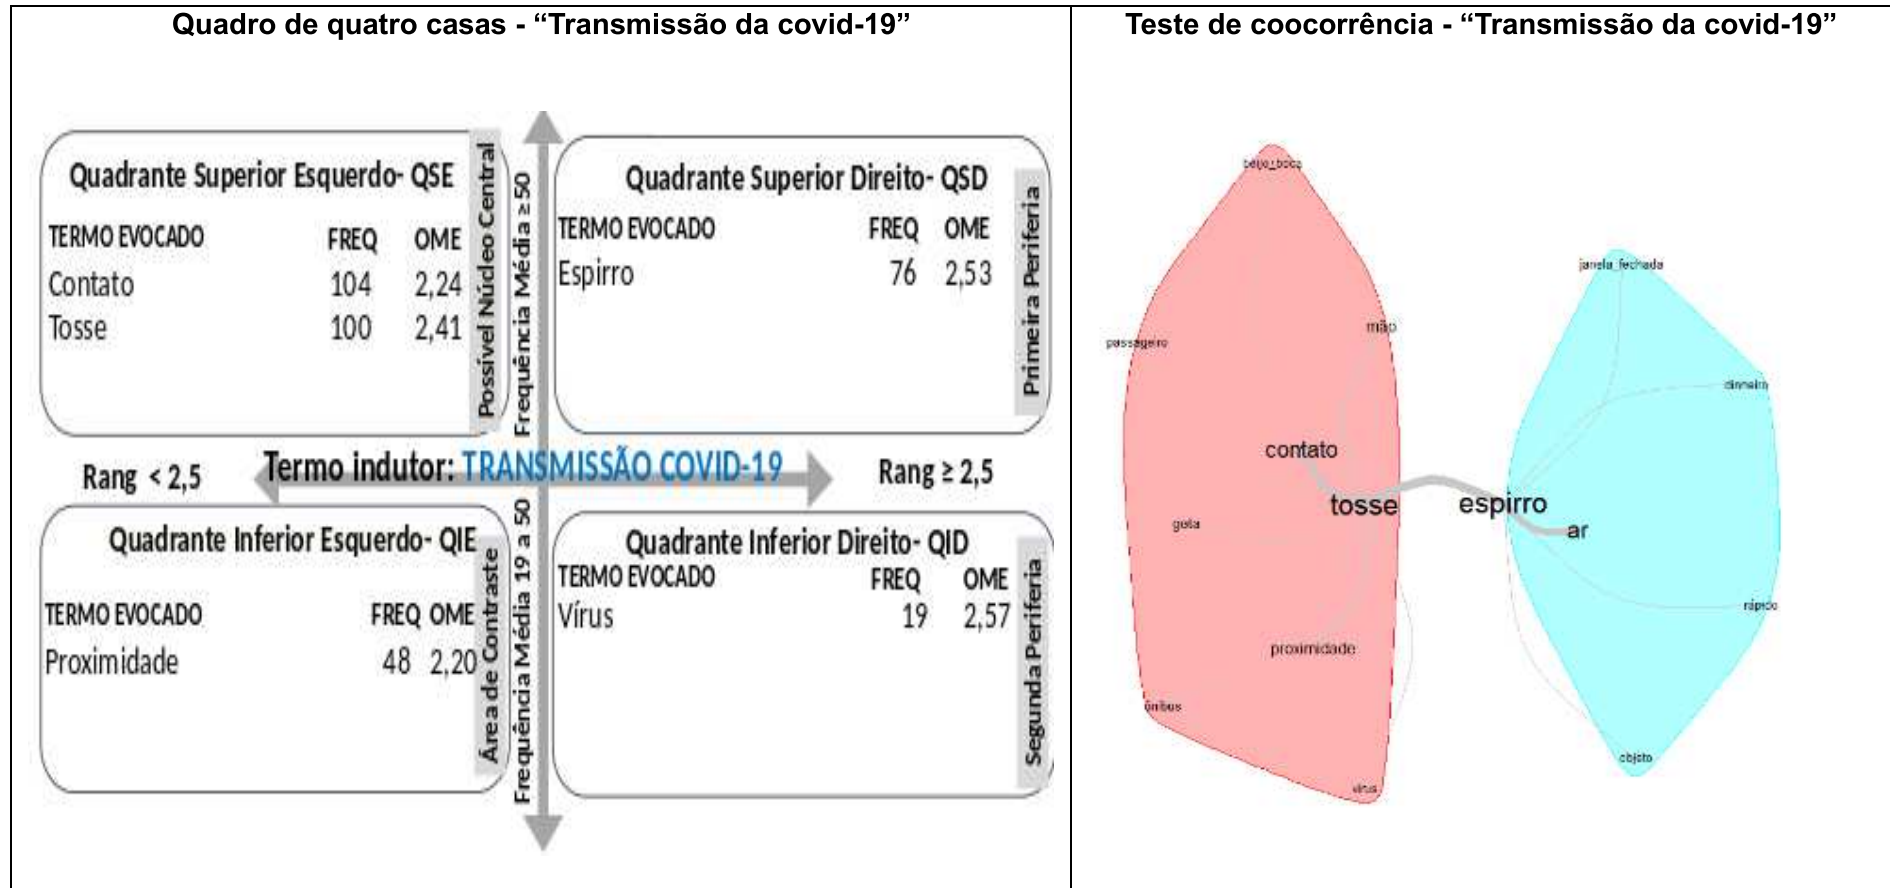 Quadro de quatro casas - “Transmissão da covid-19”
Quadrante Superior Esquerdo- QSE
TERMO EVOCADO FREQ OME
Contato 104 2,24
Tosse 100 2,41
Possível Núcleo Central
Frequência Média ≥ 50
Quadrante Superior Direito- QSD
TERMO EVOCADO FREQ OME
Espirro 76 2,53
Primeira Periferia
Rang < 2,5
Termo indutor: TRANSMISSÃO COVID-19
Rang ≥ 2,5
Quadrante Inferior Esquerdo- QIE
TERMO EVOCADO FREQ OME
Proximidade 48 2,20
Área de Contraste
Frequência Média 19 a 50
Quadrante Inferior Direito- QID
TERMO EVOCADO FREQ OME
Vírus 19 2,57
Segunda Periferia
Teste de coocorrência - “Transmissão da covid-19”
beijo_boca
janela_fechada
mão
passageiro
dinheiro
contato
tosse
espirro
gota
ar
rápido
proximidade
ônibus
objeto
vírus